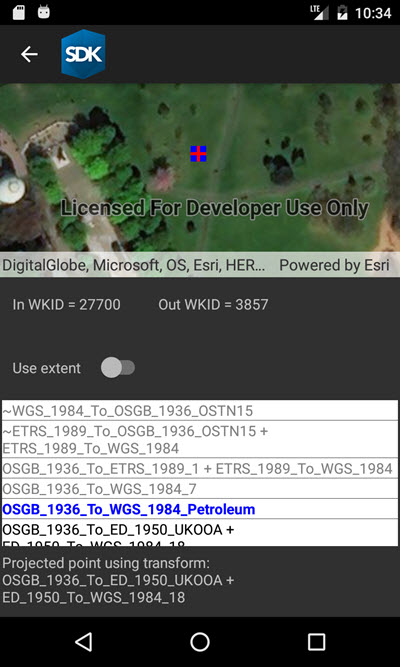 LTE 10:34
SDK
Licensed For Developer Use Only
DigitalGlobe, Microsoft, OS, Esri, HER... Powered by Esri
In WKID = 27700 Out WKID = 3857
Use extent
~WGS_1984_To_OSGB_1936_OSTN15
~ETRS_1989_To_OSGB_1936_OSTN15 +
ETRS_1989_To_WGS_1984
OSGB_1936_To_ETRS_1989_1 + ETRS_1989_To_WGS_1984
OSGB_1936_To_WGS_1984_7
OSGB_1936_To_WGS_1984_Petroleum
OSGB_1936_To_ED_1950_UKOOA +
ED_1950_To_WGS_1984_18
Projected point using transform:
OSGB_1936_To_ED_1950_UKOOA +
ED_1950_To_WGS_1984_18